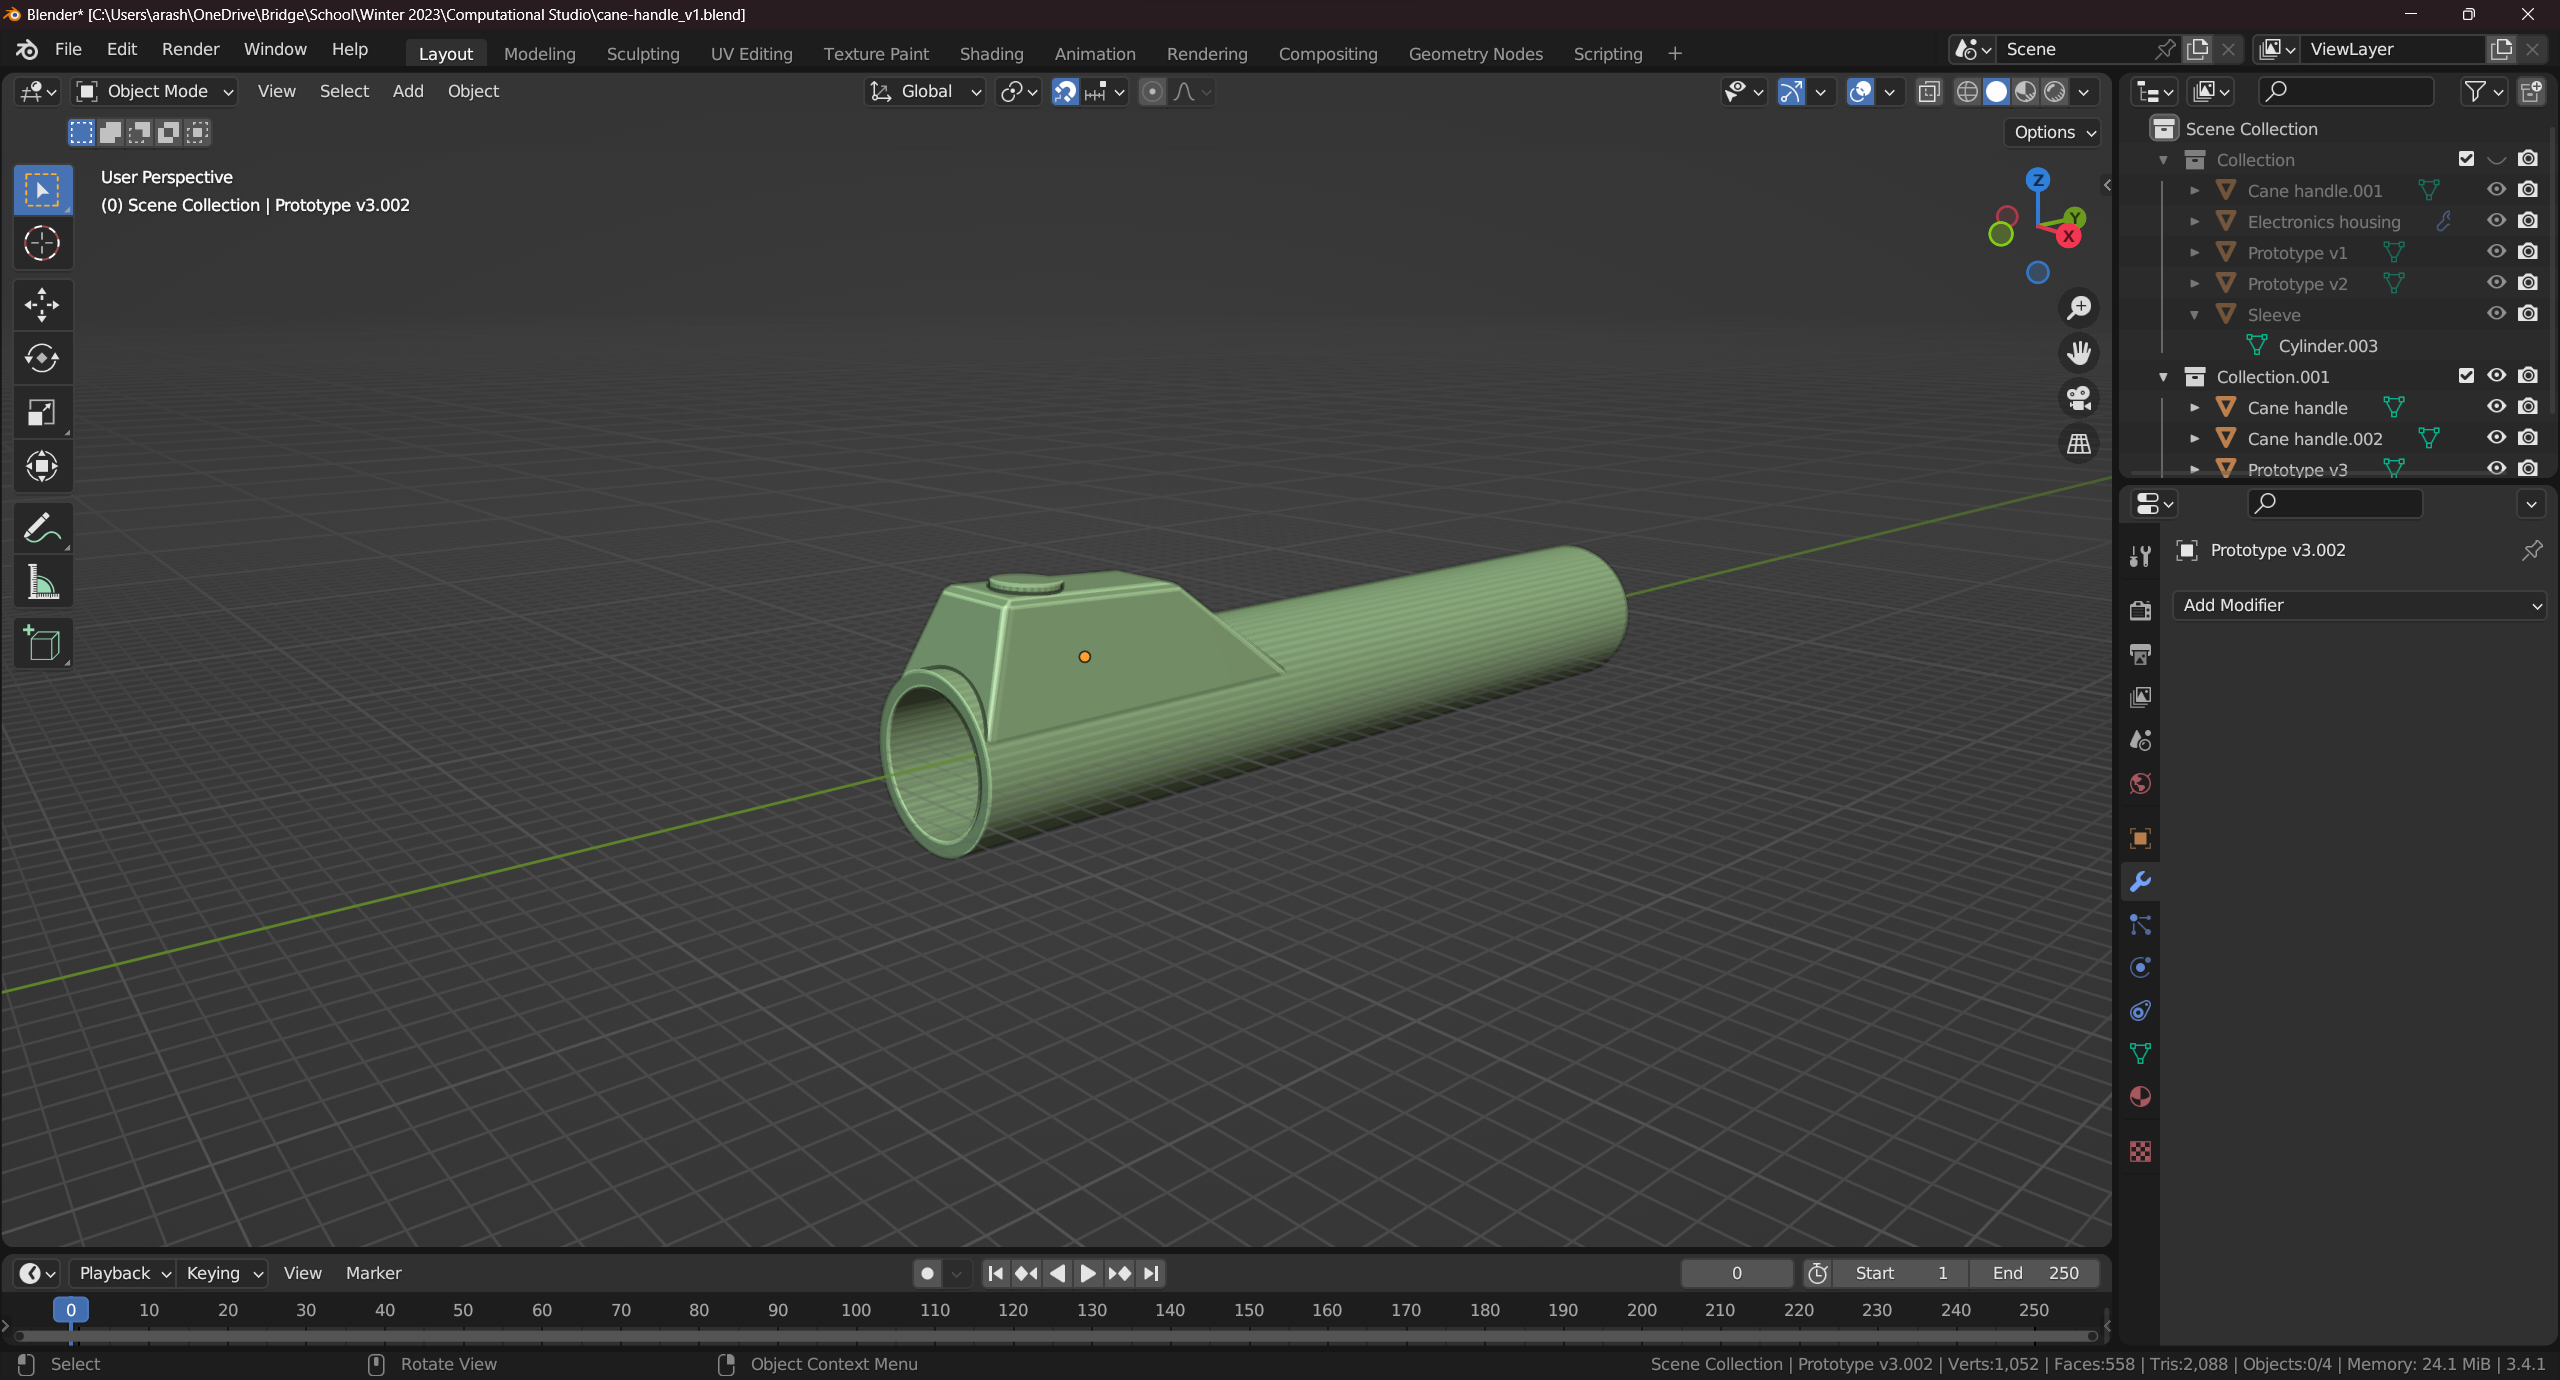 Blender* [C:\Users\arash\OneDrive\Bridge\School\Winter 2023\Computational Studio\cane-handle_v1.blend]
File Edit Render Window Help Layout Modeling Sculpting UV Editing Texture Paint Shading Animation Rendering Compositing Geometry Nodes Scripting + Scene ViewLayer
Object Mode View Select Add Object Global
Options
User Perspective
(0) Scene Collection | Prototype v3.002
Z
Y
X
Scene Collection
Collection
Cane handle.001
Electronics housing
Prototype v1
Prototype v2
Sleeve
Cylinder.003
Collection.001
Cane handle
Cane handle.002
Prototype v3
Prototype v3.002
Add Modifier
Playback Keying View Marker 0 Start 1 End 250
0 10 20 30 40 50 60 70 80 90 100 110 120 130 140 150 160 170 180 190 200 210 220 230 240 250
Select Rotate View Object Context Menu Scene Collection | Prototype v3.002 | Verts:1,052 | Faces:558 | Tris:2,088 | Objects:0/4 | Memory: 24.1 MiB | 3.4.1